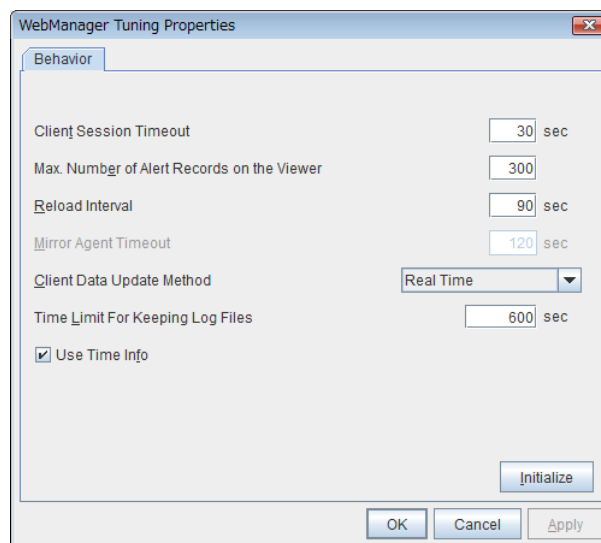 WebManager Tuning Properties
Behavior
Client Session Timeout 30 sec
Max. Number of Alert Records on the Viewer 300
Reload Interval 90 sec
Mirror Agent Timeout 120 sec
Client Data Update Method Real Time
Time Limit For Keeping Log Files 600 sec
Use Time Info
Initialize
OK Cancel Apply